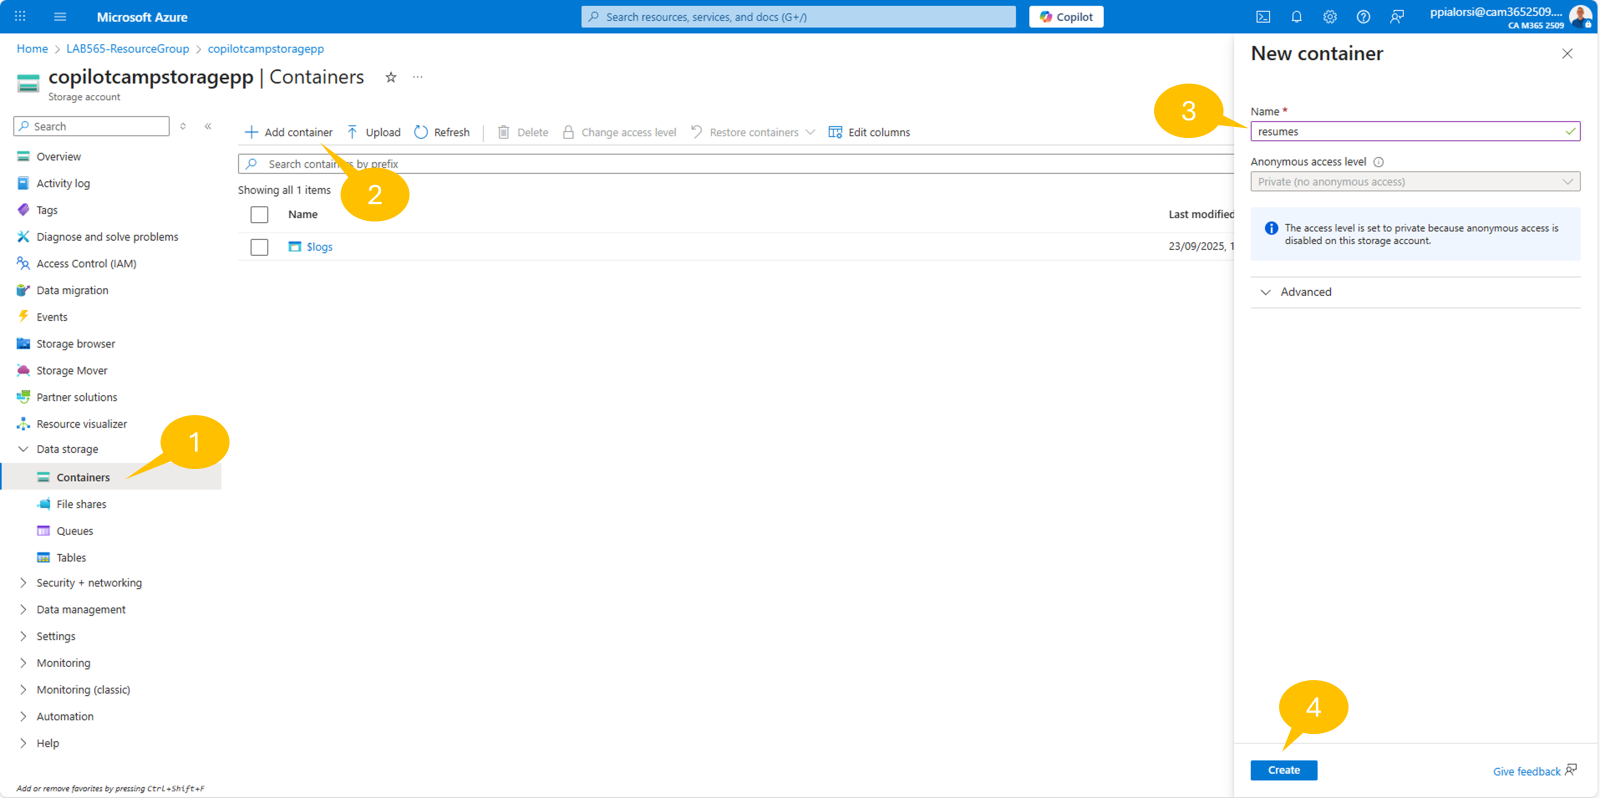 Microsoft Azure
Search resources, services, and docs (G+/)
Copilot
ppialorsi@cam3652509....
CA M365 2509
Home > LAB565-ResourceGroup > copilotcampstoragepp
copilotcampstoragepp | Containers
Storage account
Search
Overview
Activity log
Tags
Diagnose and solve problems
Access Control (IAM)
Data migration
Events
Storage browser
Storage Mover
Partner solutions
Resource visualizer
Data storage
1
Containers
File shares
Queues
Tables
Security + networking
Data management
Settings
Monitoring
Monitoring (classic)
Automation
Help
Add or remove favorites by pressing Ctrl+Shift+F
Add container
Upload
Refresh
Delete
Change access level
Restore containers
Edit columns
Search containers by prefix
Showing all 1 items
2
Name
Last modified
$logs
23/09/2025, 1
New container
3
Name *
resumes
Anonymous access level
Private (no anonymous access)
The access level is set to private because anonymous access is
disabled on this storage account.
Advanced
4
Create
Give feedback